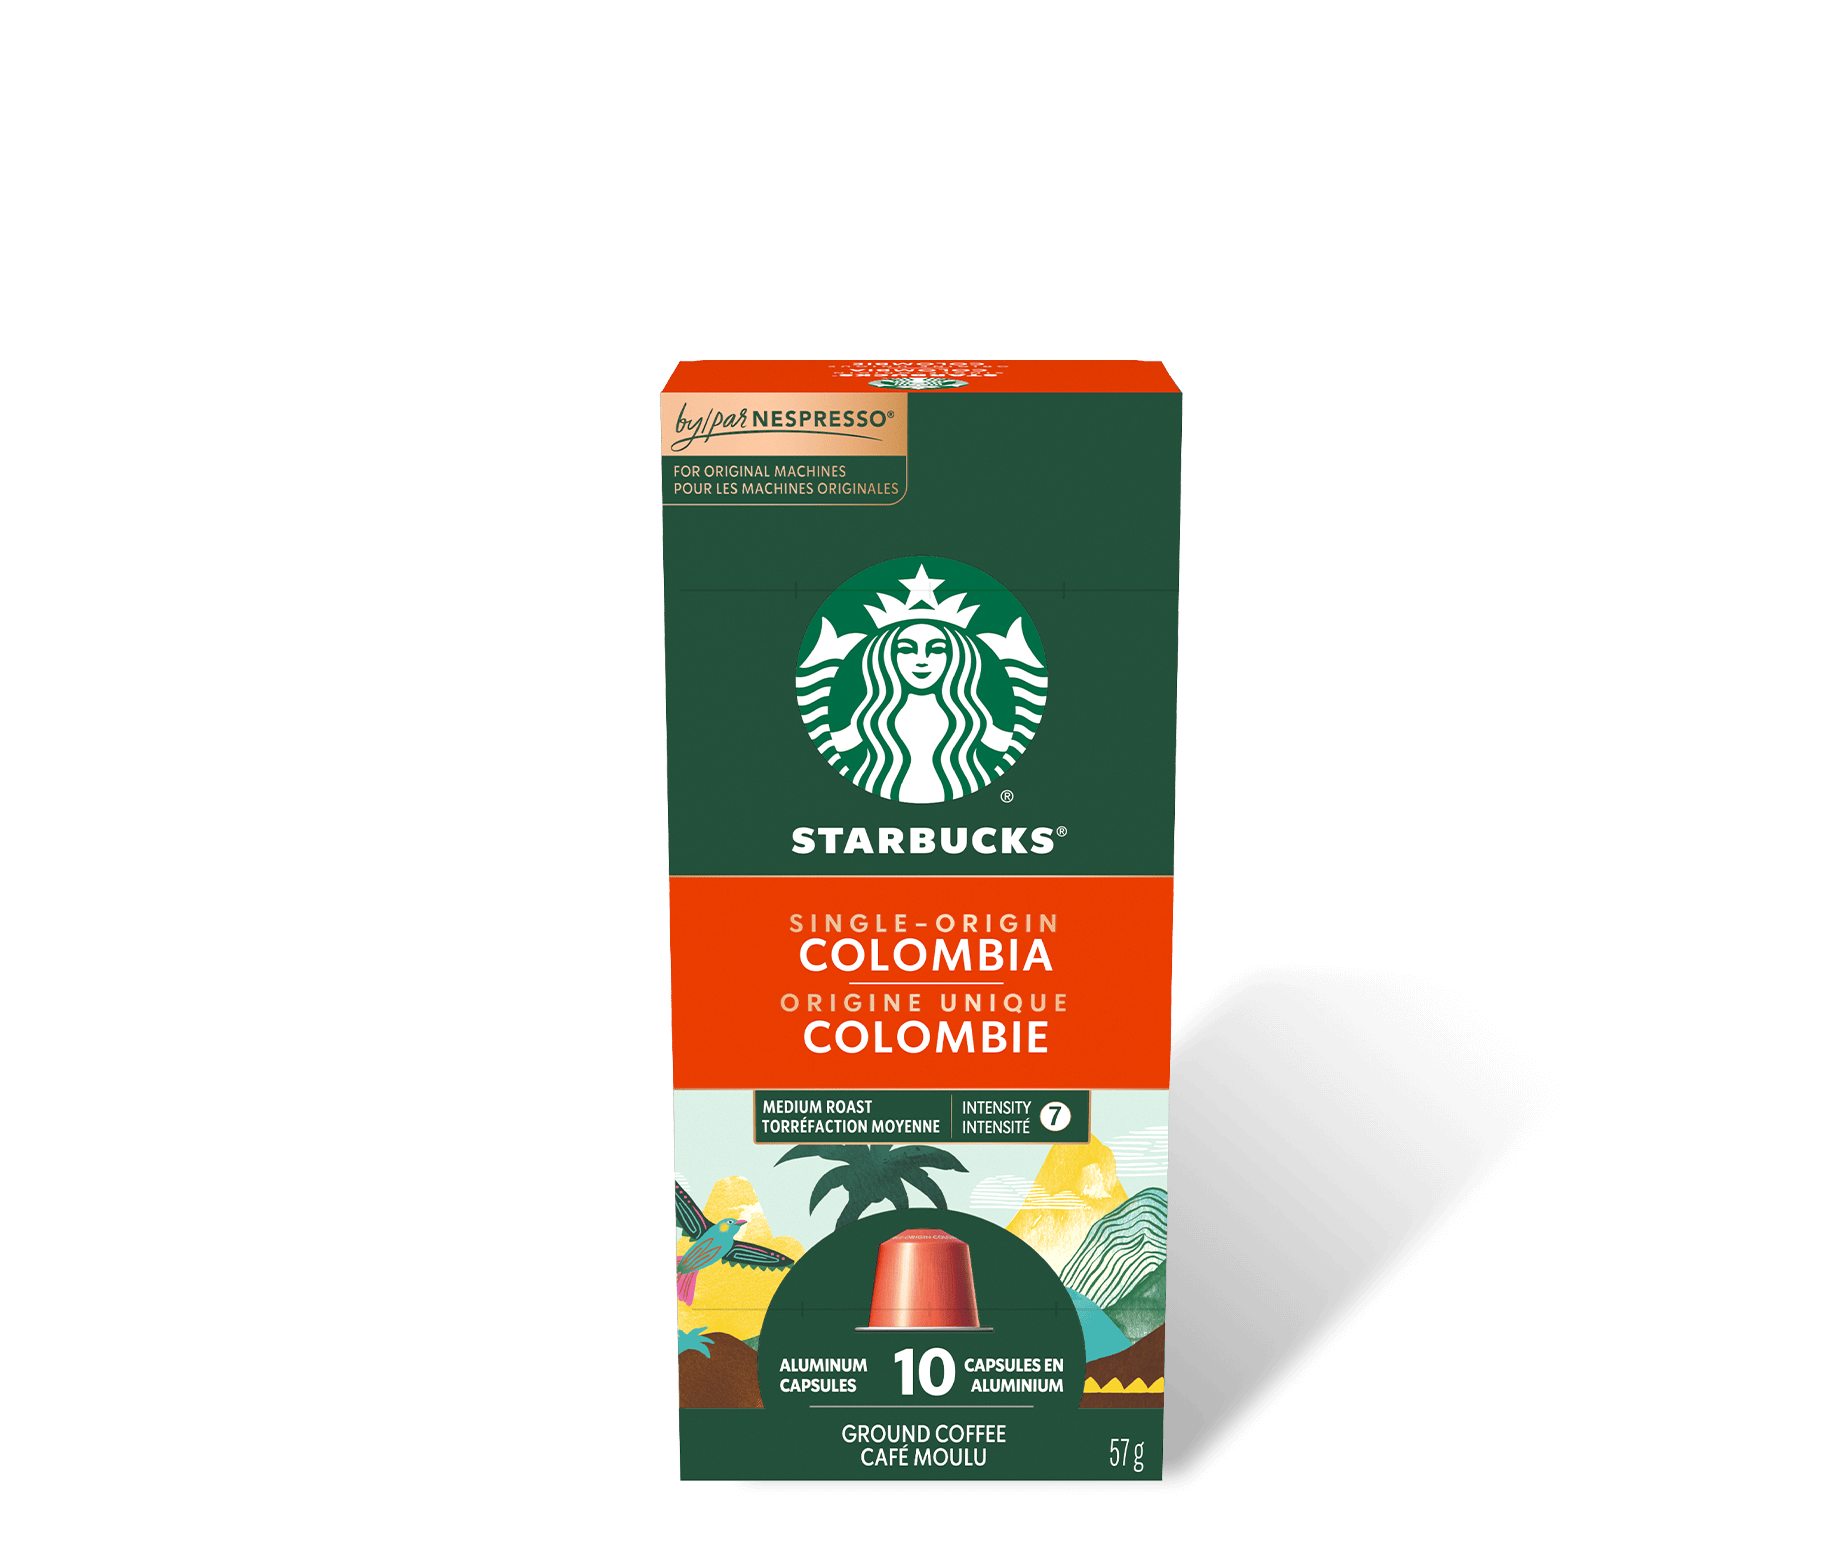 by/par NESPRESSO®
FOR ORIGINAL MACHINES
POUR LES MACHINES ORIGINALES
®
STARBUCKS®
SINGLE-ORIGIN
COLOMBIA
ORIGINE UNIQUE
COLOMBIE
MEDIUM ROAST
TORRÉFACTION MOYENNE
INTENSITY
INTENSITÉ
7
ALUMINUM
CAPSULES
10
CAPSULES EN
ALUMINIUM
GROUND COFFEE
CAFÉ MOULU
57 g